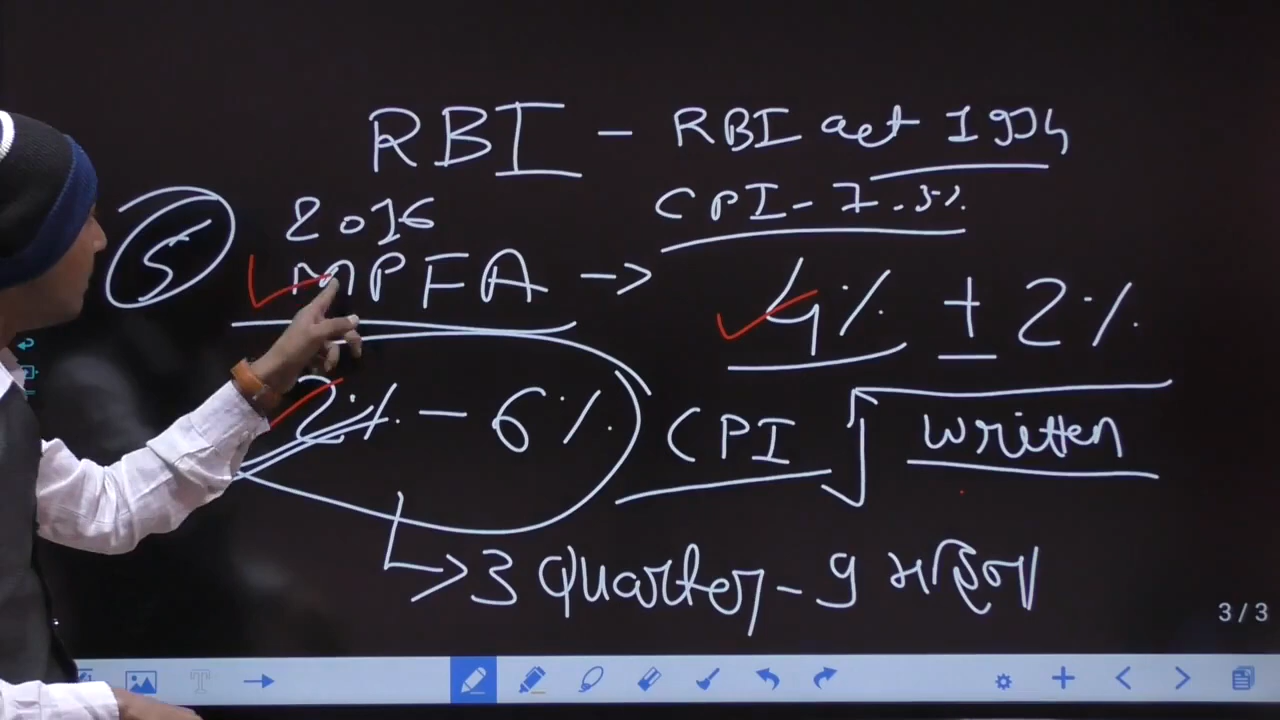 RBI - RBI act 1934
CPI - 7.5%
5
2016
MPFA → 4% ± 2%
2% - 6%
CPI written
→ 3 Quarter - 9
3 / 3